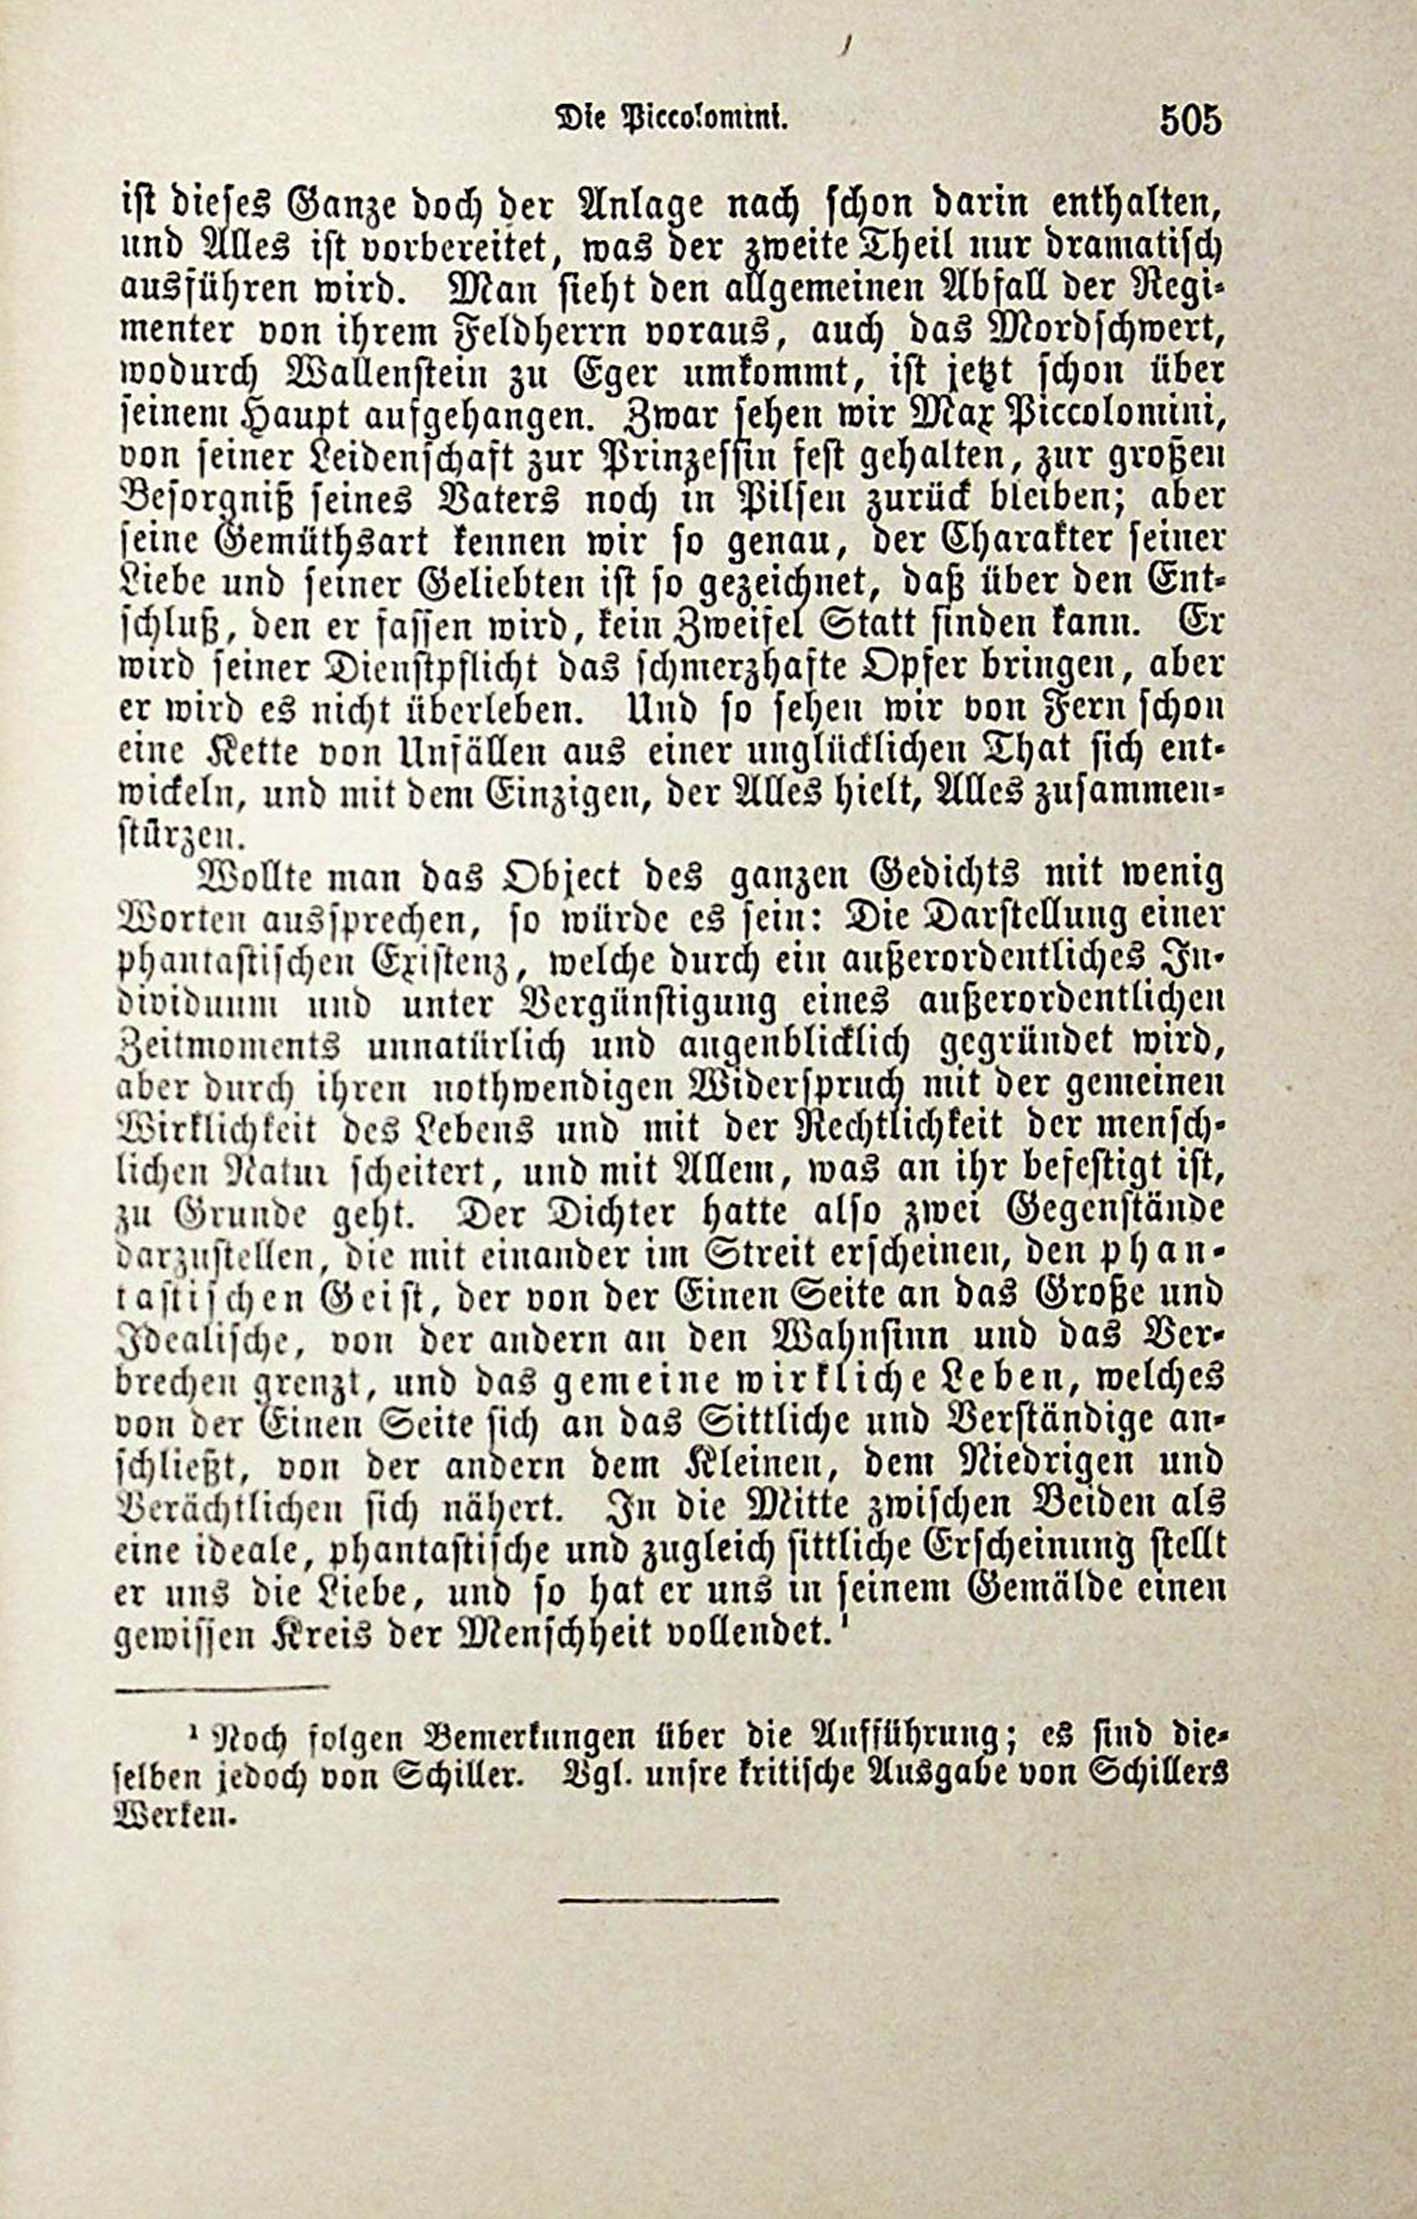 Die Piccolomini. 505
ist dieses Ganze doch der Anlage nach schon darin enthalten,
und Alles ist vorbereitet, was der zweite Theil nur dramatisch
ausführen wird. Man sieht den allgemeinen Abfall der Regi-
menter von ihrem Feldherrn voraus, auch das Mordschwert,
wodurch Wallenstein zu Eger umkommt, ist jetzt schon über
seinem Haupt aufgehangen. Zwar sehen wir Max Piccolomini,
von seiner Leidenschaft zur Prinzessin fest gehalten, zur großen
Besorgniß seines Vaters noch in Pilsen zurück bleiben; aber
seine Gemüthsart kennen wir so genau, der Charakter seiner
Liebe und seiner Geliebten ist so gezeichnet, daß über den Ent-
schluß, den er fassen wird, kein Zweifel Statt finden kann. Er
wird seiner Dienstpflicht das schmerzhafte Opfer bringen, aber
er wird es nicht überleben. Und so sehen wir von Fern schon
eine Kette von Unfällen aus einer unglücklichen That sich ent-
wickeln, und mit dem Einzigen, der Alles hielt, Alles zusammen-
stürzen.
Wollte man das Object des ganzen Gedichts mit wenig
Worten aussprechen, so würde es sein: Die Darstellung einer
phantastischen Existenz, welche durch ein außerordentliches In-
dividuum und unter Vergünstigung eines außerordentlichen
Zeitmoments unnatürlich und augenblicklich gegründet wird,
aber durch ihren nothwendigen Widerspruch mit der gemeinen
Wirklichkeit des Lebens und mit der Rechtlichkeit der mensch-
lichen Natur scheitert, und mit Allem, was an ihr befestigt ist,
zu Grunde geht. Der Dichter hatte also zwei Gegenstände
darzustellen, die mit einander im Streit erscheinen, den phan-
tastischen Geist, der von der Einen Seite an das Große und
Idealische, von der andern an den Wahnsinn und das Ver-
brechen grenzt, und das gemeine wirkliche Leben, welches
von der Einen Seite sich an das Sittliche und Verständige an-
schließt, von der andern dem Kleinen, dem Niedrigen und
Verächtlichen sich nähert. In die Mitte zwischen Beiden als
eine ideale, phantastische und zugleich sittliche Erscheinung stellt
er uns die Liebe, und so hat er uns in seinem Gemälde einen
gewissen Kreis der Menschheit vollendet.¹
¹ Noch folgen Bemerkungen über die Aufführung; es sind die-
selben jedoch von Schiller. Vgl. unsre kritische Ausgabe von Schillers
Werken.